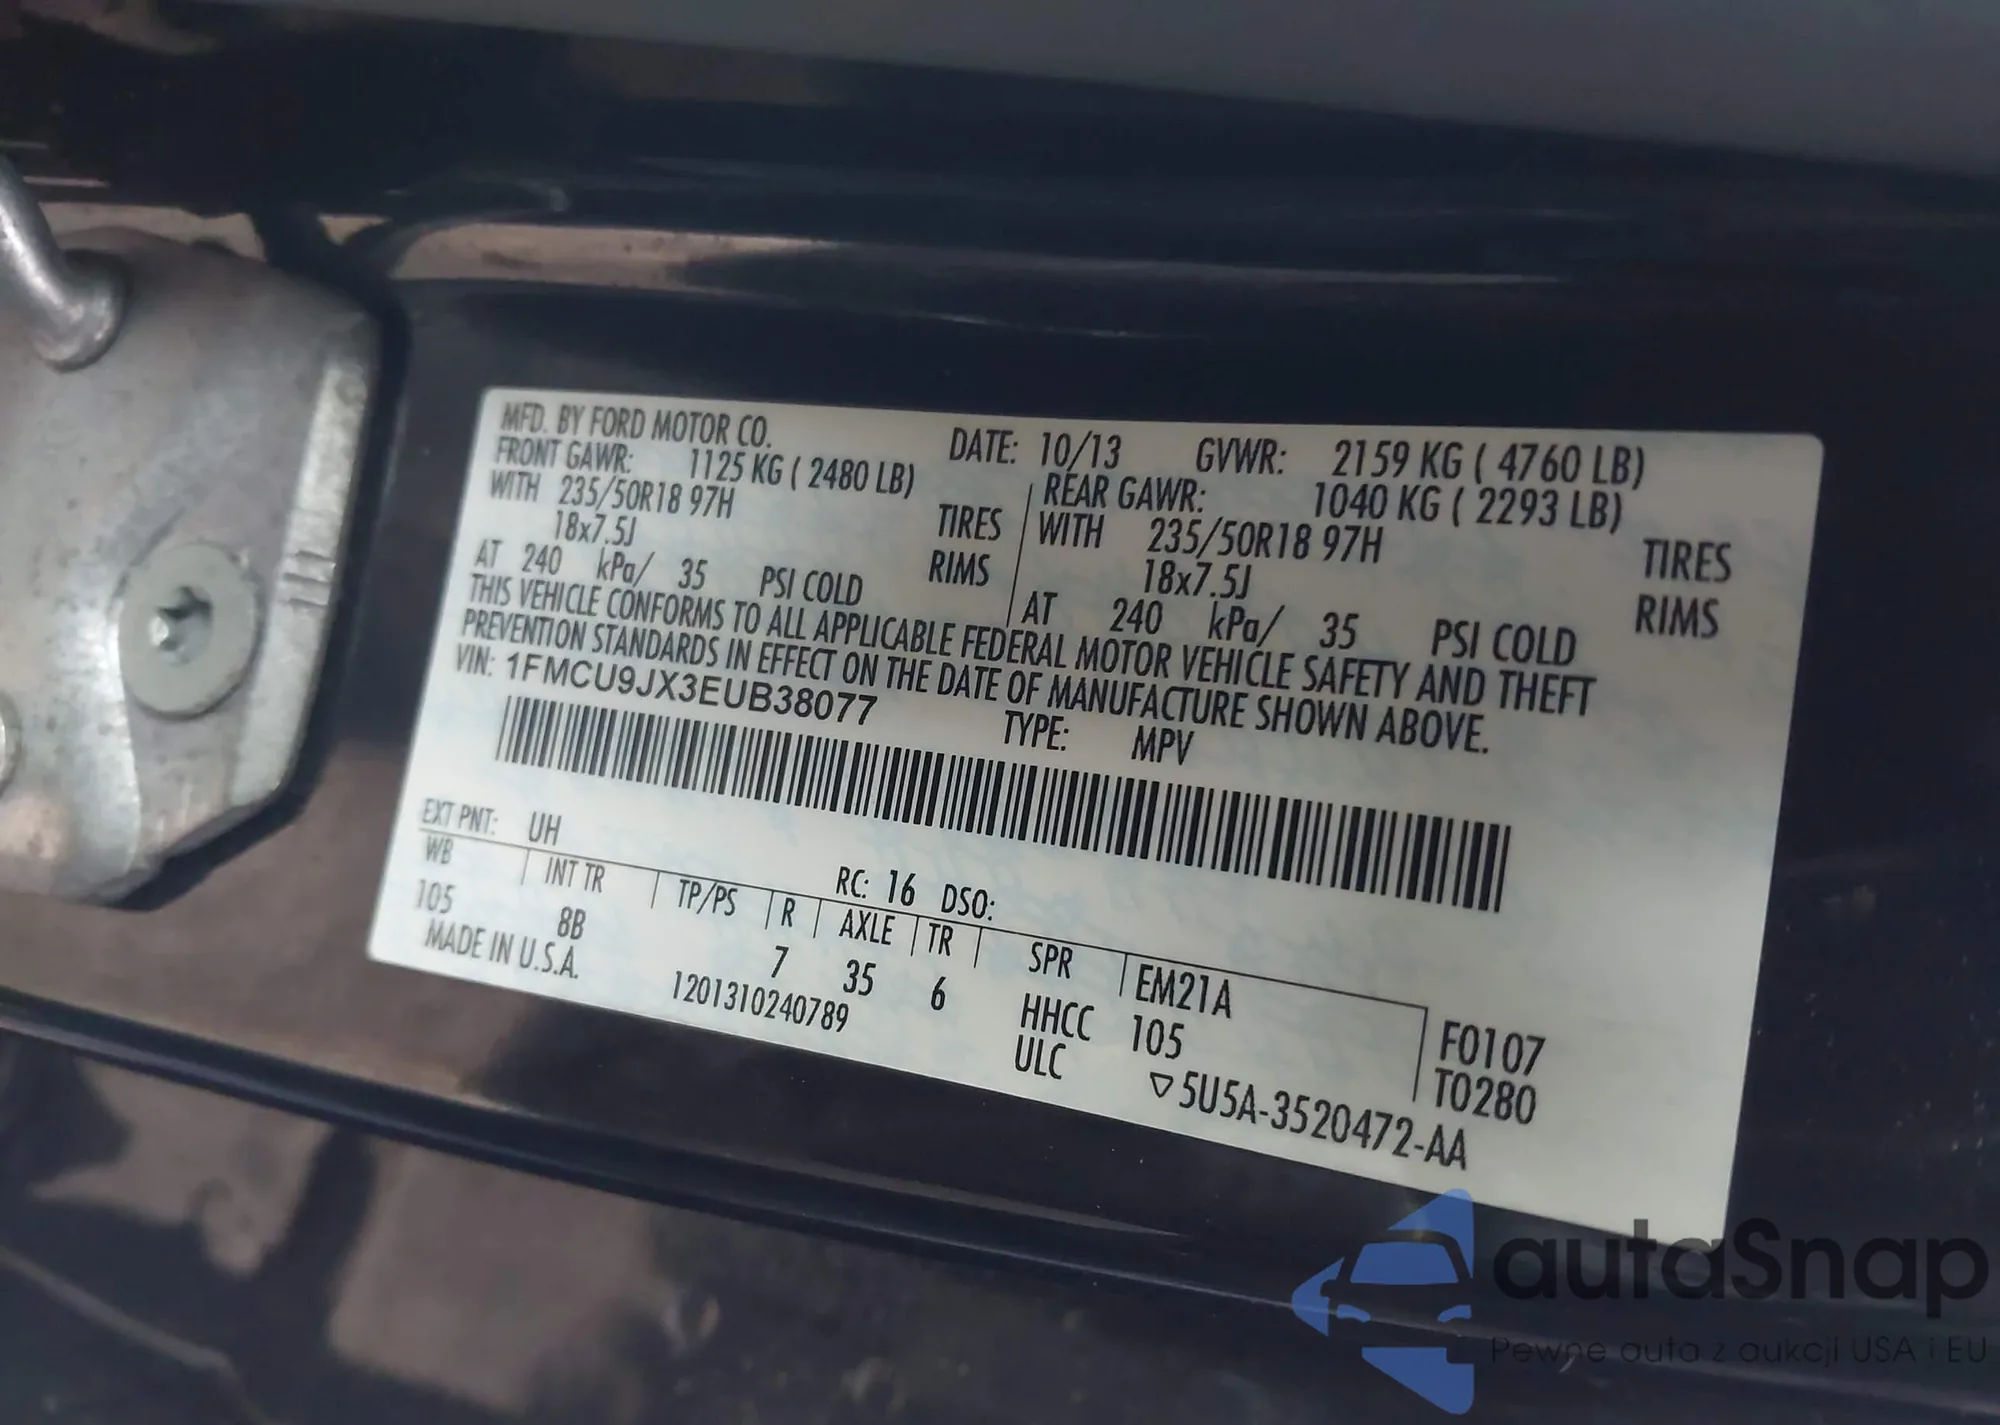 MFD. BY FORD MOTOR CO. DATE: 10/13 GVWR: 2159 KG ( 4760 LB)
FRONT GAWR: 1125 KG ( 2480 LB) REAR GAWR: 1040 KG ( 2293 LB)
WITH 235/50R18 97H TIRES WITH 235/50R18 97H TIRES
18x7.5J RIMS 18x7.5J RIMS
AT 240 kPa/ 35 PSI COLD AT 240 kPa/ 35 PSI COLD
THIS VEHICLE CONFORMS TO ALL APPLICABLE FEDERAL MOTOR VEHICLE SAFETY AND THEFT
PREVENTION STANDARDS IN EFFECT ON THE DATE OF MANUFACTURE SHOWN ABOVE.
VIN: 1FMCU9JX3EUB38077 TYPE: MPV
EXT PNT: UH RC: 16 DSO:
WB INT TR TP/PS R AXLE TR SPR EM21A
105 8B 7 35 6 HHCC 105 F0107
MADE IN U.S.A. 1201310240789 ULC T0280
▽5U5A-3520472-AA
autaSnap
Pewne auta z aukcji USA i EU